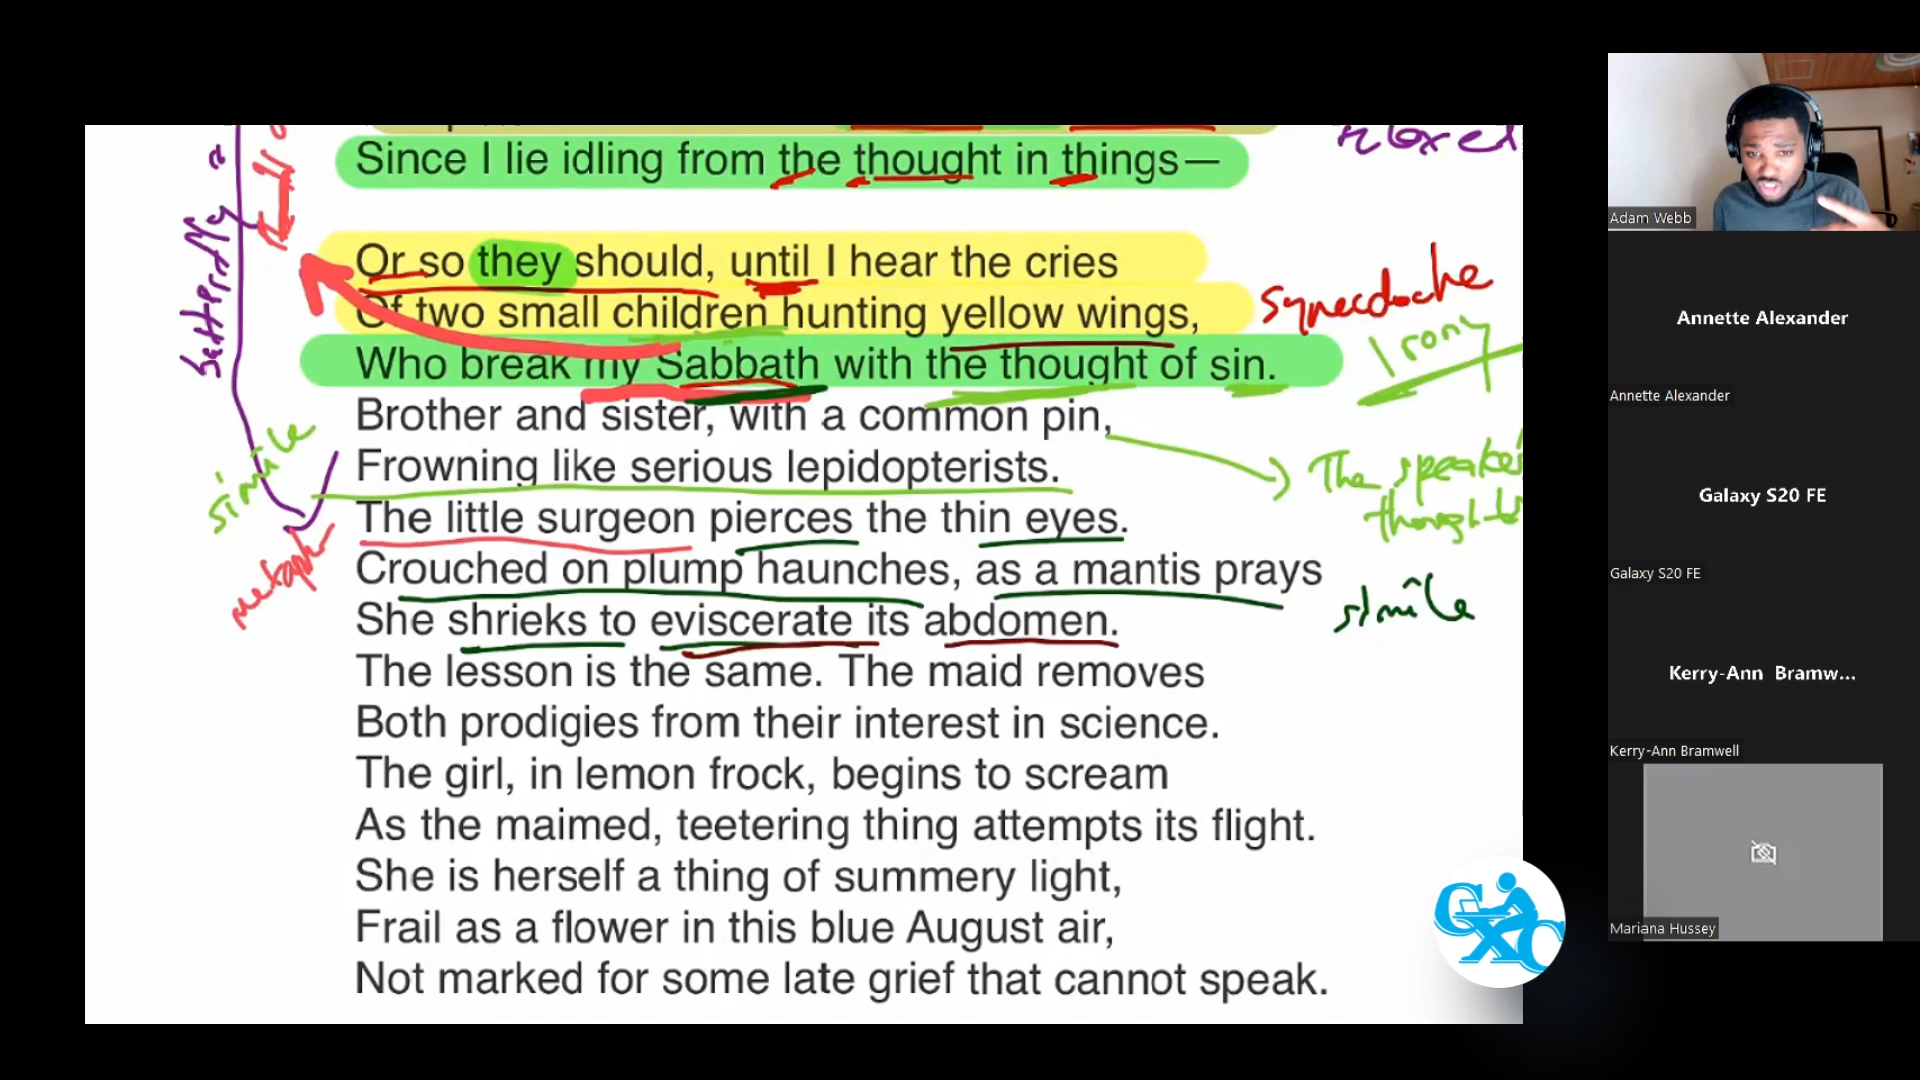 Since I lie idling from the thought in things—
Or so they should, until I hear the cries
Of two small children hunting yellow wings,
Who break my Sabbath with the thought of sin.
Brother and sister, with a common pin,
Frowning like serious lepidopterists.
The little surgeon pierces the thin eyes.
Crouched on plump haunches, as a mantis prays
She shrieks to eviscerate its abdomen.
The lesson is the same. The maid removes
Both prodigies from their interest in science.
The girl, in lemon frock, begins to scream
As the maimed, teetering thing attempts its flight.
She is herself a thing of summery light,
Frail as a flower in this blue August air,
Not marked for some late grief that cannot speak.
synecdoche
Irony
The speaker
thoughts
simile
simile
CXC
Adam Webb
Annette Alexander
Annette Alexander
Galaxy S20 FE
Galaxy S20 FE
Kerry-Ann Bramw...
Kerry-Ann Bramwell
Mariana Hussey